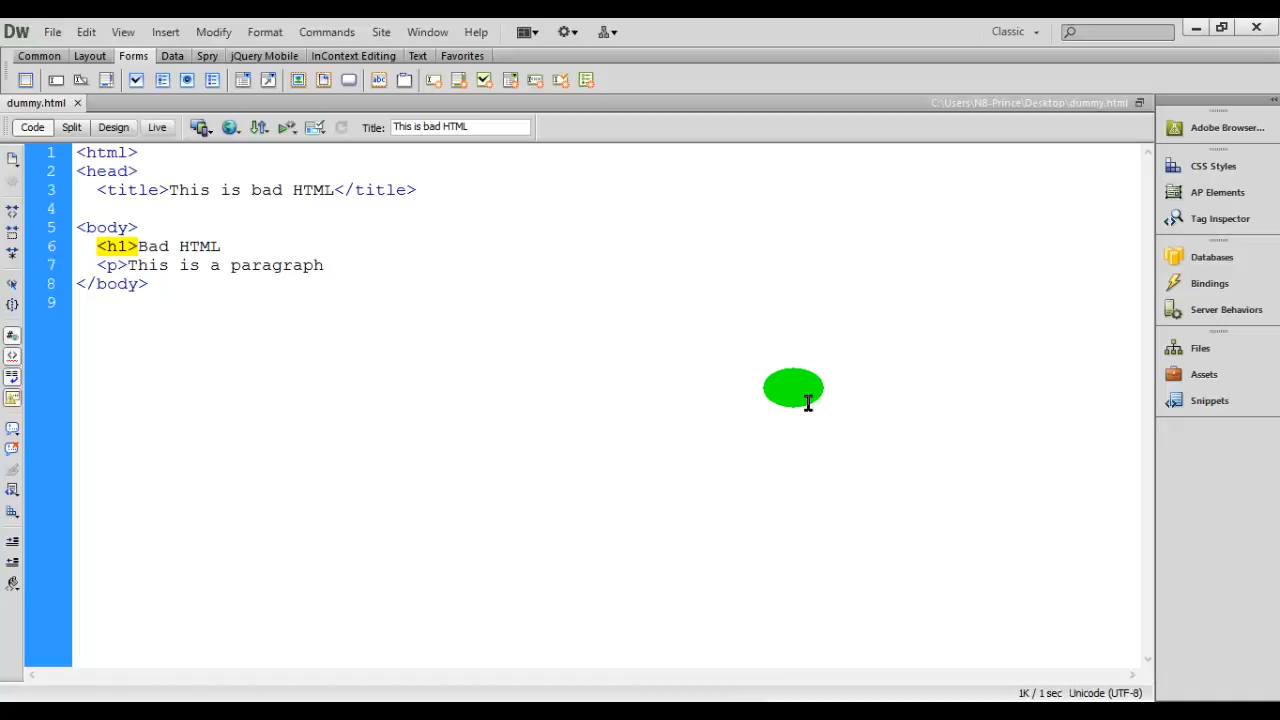 Dw File Edit View Insert Modify Format Commands Site Window Help Classic
Common Layout Forms Data Spry jQuery Mobile InContext Editing Text Favorites
abc
dummy.html C:\Users\N8-Prince\Desktop\dummy.html
Code Split Design Live Title: This is bad HTML
Adobe Browser...
CSS Styles
AP Elements
Tag Inspector
Databases
Bindings
Server Behaviors
Files
Assets
Snippets
1 <html>
2 <head>
3 <title>This is bad HTML</title>
4
5 <body>
6 <h1>Bad HTML
7 <p>This is a paragraph
8 </body>
9
1K / 1 sec Unicode (UTF-8)